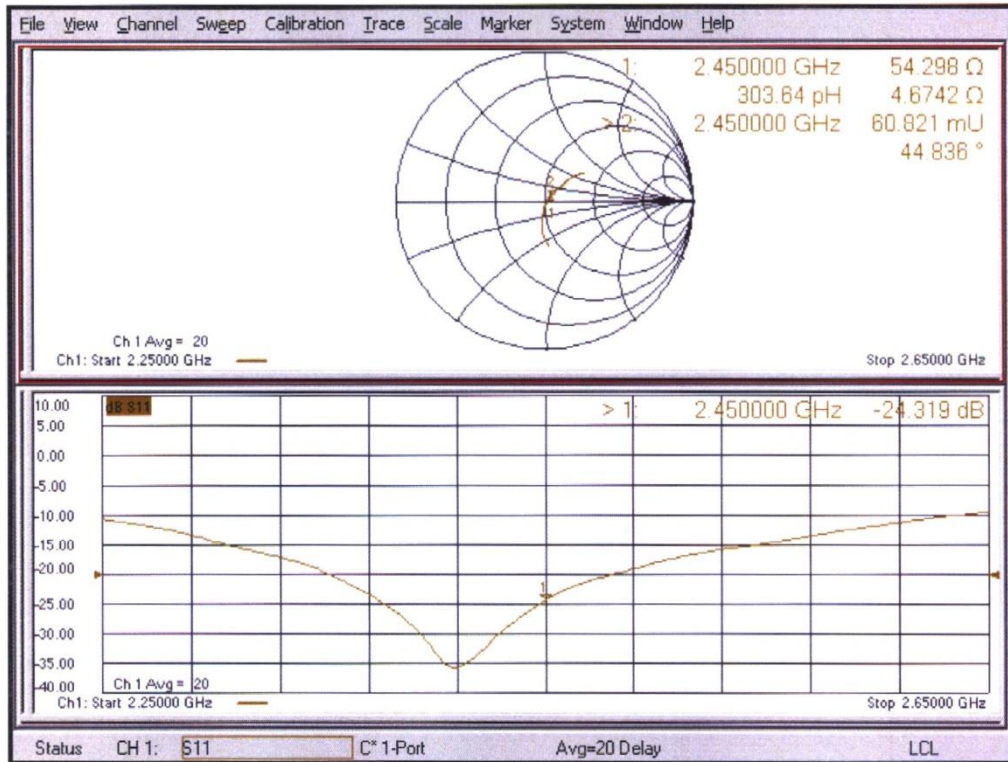 File View Channel Sweep Calibration Trace Scale Marker System Window Help
1: 2.450000 GHz 54.298 Ω
303.64 pH 4.6742 Ω
> 2: 2.450000 GHz 60.821 mU
44.836 °
2
1
Ch 1 Avg = 20
Ch1: Start 2.25000 GHz Stop 2.65000 GHz
10.00 dB S11 > 1: 2.450000 GHz -24.319 dB
5.00
0.00
-5.00
-10.00
-15.00
-20.00
1
-25.00
-30.00
-35.00
-40.00
Ch 1 Avg = 20
Ch1: Start 2.25000 GHz Stop 2.65000 GHz
Status CH 1: S11 C* 1-Port Avg=20 Delay LCL